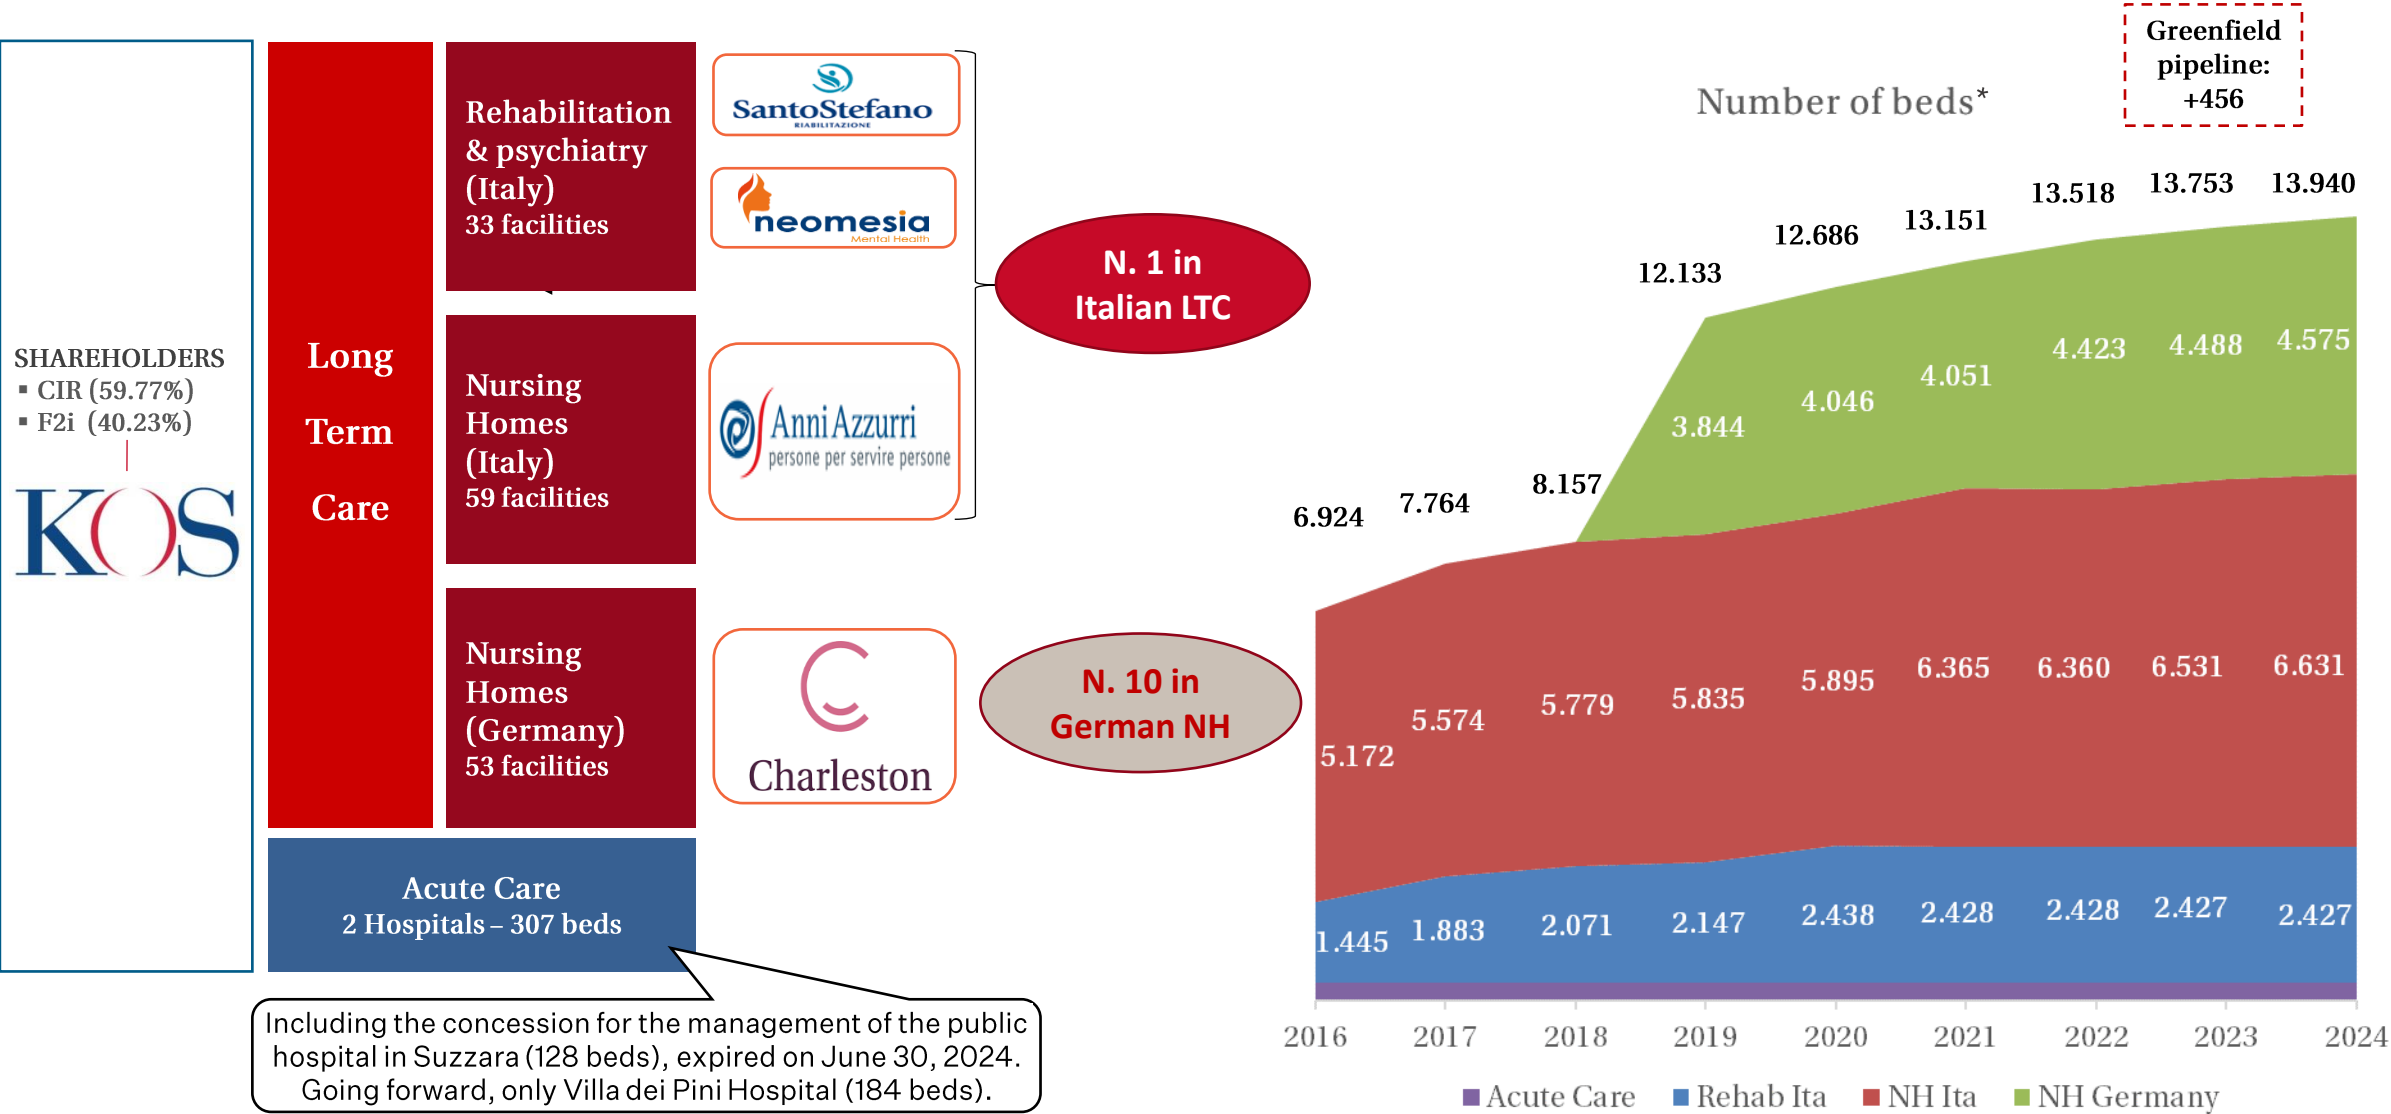 SHAREHOLDERS
▪ CIR (59.77%)
▪ F2i (40.23%)
KOS
Long
Term
Care
Rehabilitation
& psychiatry
(Italy)
33 facilities
Nursing
Homes
(Italy)
59 facilities
Nursing
Homes
(Germany)
53 facilities
Acute Care
2 Hospitals – 307 beds
Including the concession for the management of the public
hospital in Suzzara (128 beds), expired on June 30, 2024.
Going forward, only Villa dei Pini Hospital (184 beds).
SantoStefano
RIABILITAZIONE
neomesia
Mental Health
Anni Azzurri
persone per servire persone
Charleston
N. 1 in
Italian LTC
N. 10 in
German NH
Greenfield
pipeline:
+456
Number of beds*
6.924 7.764 8.157 12.133 12.686 13.151 13.518 13.753 13.940
3.844 4.046 4.051 4.423 4.488 4.575
5.172 5.574 5.779 5.835 5.895 6.365 6.360 6.531 6.631
1.445 1.883 2.071 2.147 2.438 2.428 2.428 2.427 2.427
2016 2017 2018 2019 2020 2021 2022 2023 2024
Acute Care Rehab Ita NH Ita NH Germany